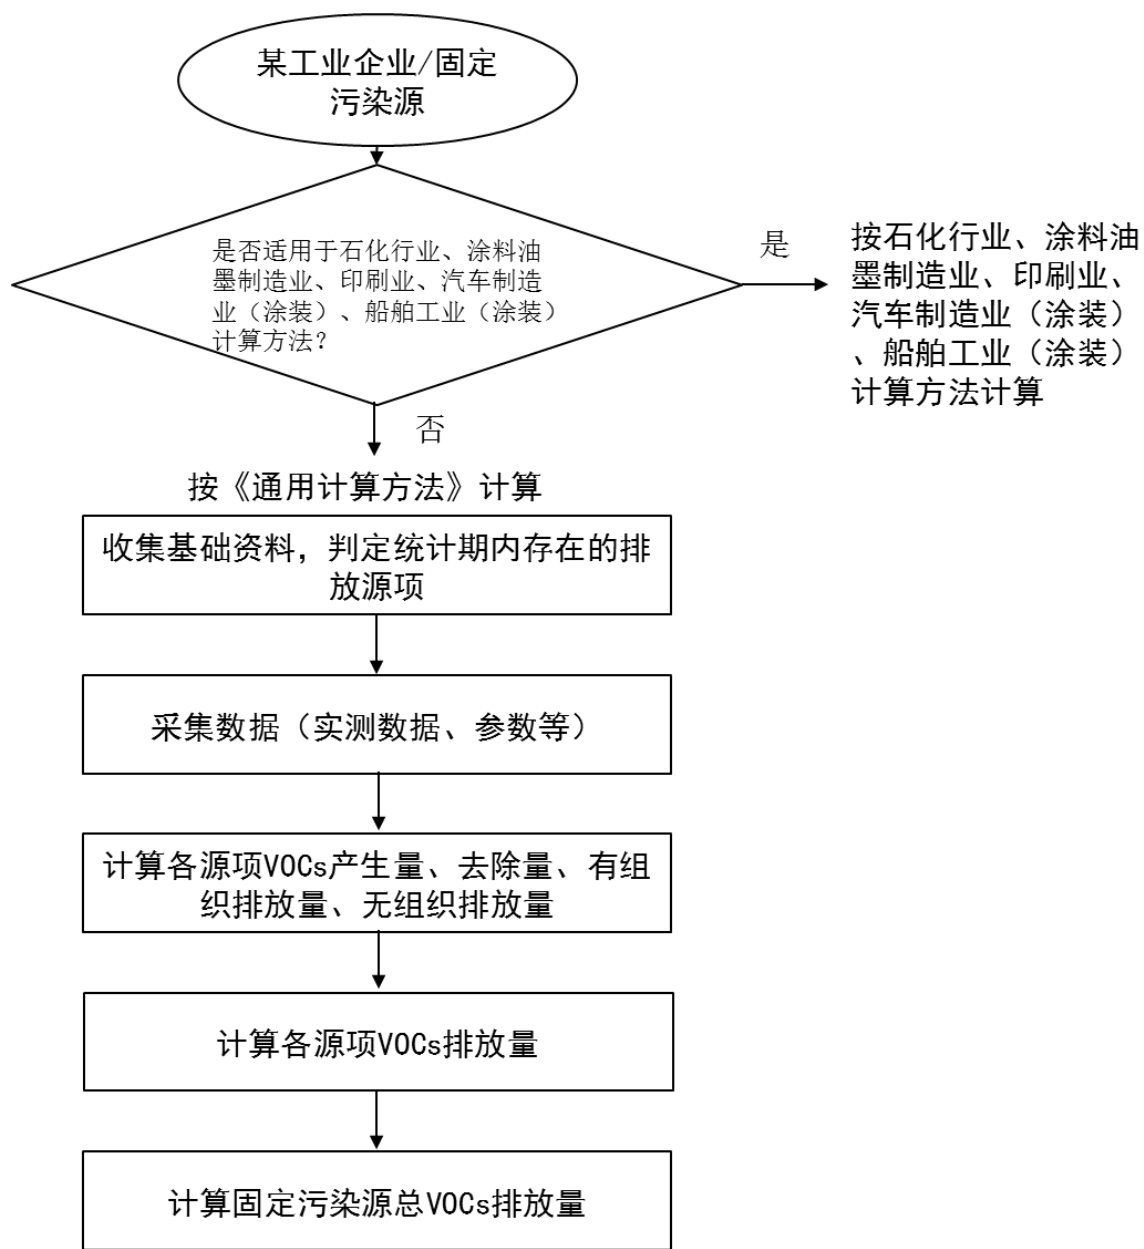 某工业企业/固定
污染源
是否适用于石化行业、涂料油
墨制造业、印刷业、汽车制造
业（涂装）、船舶工业（涂装）
计算方法？
是
按石化行业、涂料油
墨制造业、印刷业、
汽车制造业（涂装）
、船舶工业（涂装）
计算方法计算
否
按《通用计算方法》计算
收集基础资料，判定统计期内存在的排
放源项
采集数据（实测数据、参数等）
计算各源项VOCs产生量、去除量、有组
织排放量、无组织排放量
计算各源项VOCs排放量
计算固定污染源总VOCs排放量